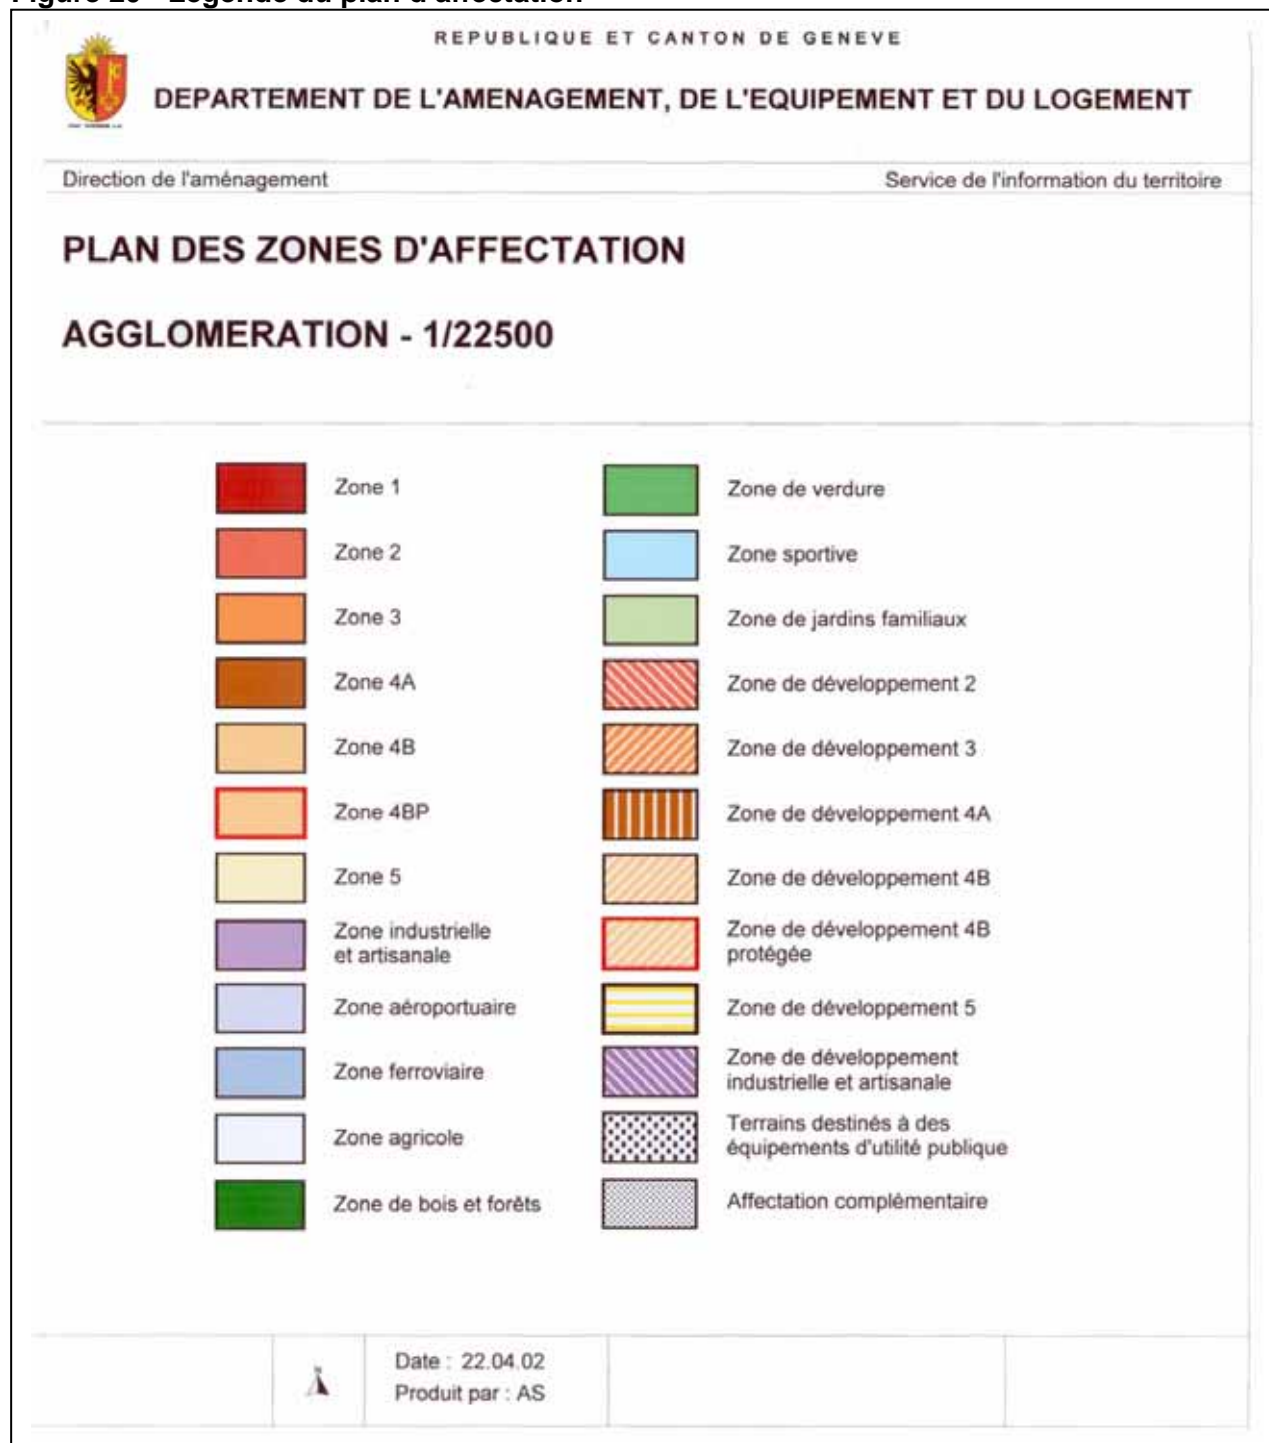 REPUBLIQUE ET CANTON DE GENEVE
DEPARTEMENT DE L'AMENAGEMENT, DE L'EQUIPEMENT ET DU LOGEMENT
Direction de l'aménagement
Service de l'information du territoire
PLAN DES ZONES D'AFFECTATION
AGGLOMERATION - 1/22500
Zone 1
Zone 2
Zone 3
Zone 4A
Zone 4B
Zone 4BP
Zone 5
Zone industrielle
et artisanale
Zone aéroportuaire
Zone ferroviaire
Zone agricole
Zone de bois et forêts
Zone de verdure
Zone sportive
Zone de jardins familiaux
Zone de développement 2
Zone de développement 3
Zone de développement 4A
Zone de développement 4B
Zone de développement 4B
protégée
Zone de développement 5
Zone de développement
industrielle et artisanale
Terrains destinés à des
équipements d'utilité publique
Affectation complémentaire
Date : 22.04.02
Produit par : AS